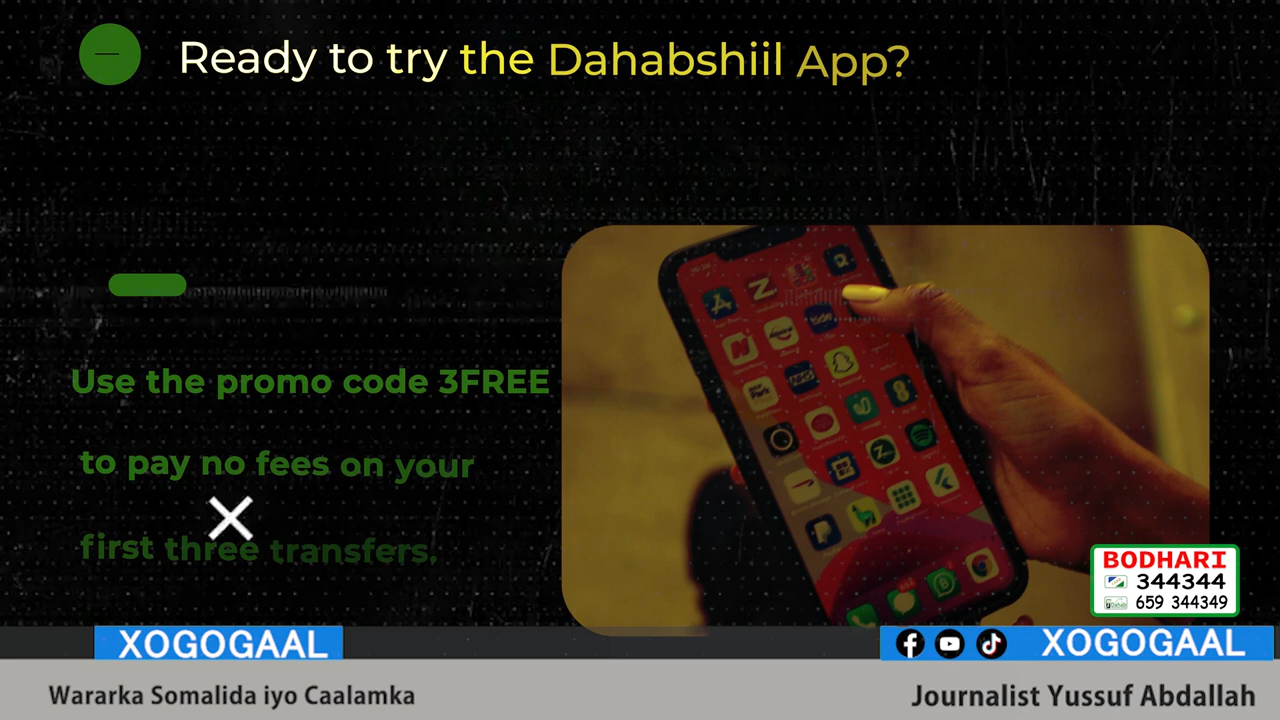 Ready to try the Dahabshiil App?
Use the promo code 3FREE
to pay no fees on your
first three transfers.
BODHARI
344344
659 344349
XOGOGAAL
XOGOGAAL
Wararka Somalida iyo Caalamka
Journalist Yussuf Abdallah